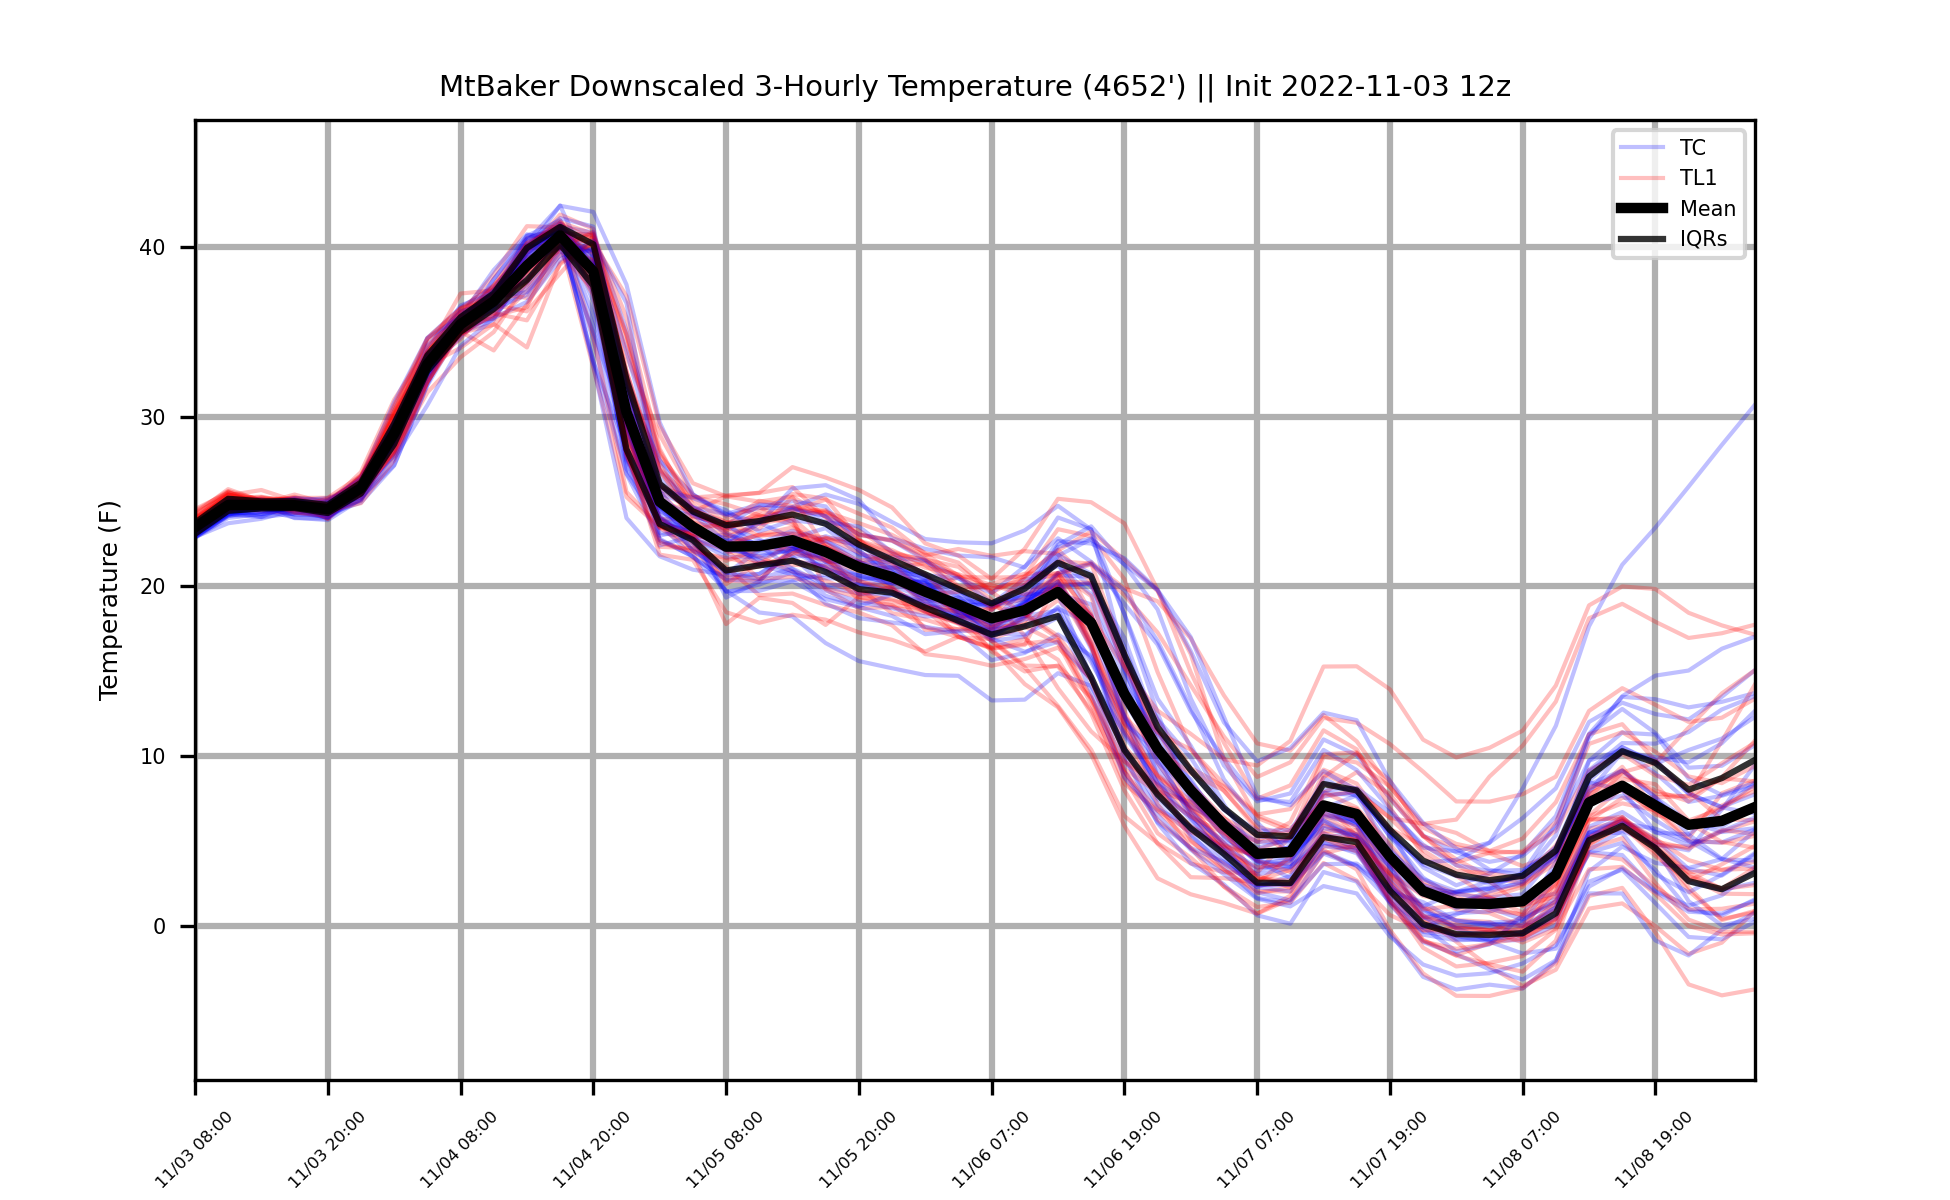 MtBaker Downscaled 3-Hourly Temperature (4652') || Init 2022-11-03 12z
TC
TL1
Mean
IQRs
Temperature (F)
40
30
20
10
0
11/03 08:00
11/03 20:00
11/04 08:00
11/04 20:00
11/05 08:00
11/05 20:00
11/06 07:00
11/06 19:00
11/07 07:00
11/07 19:00
11/08 07:00
11/08 19:00